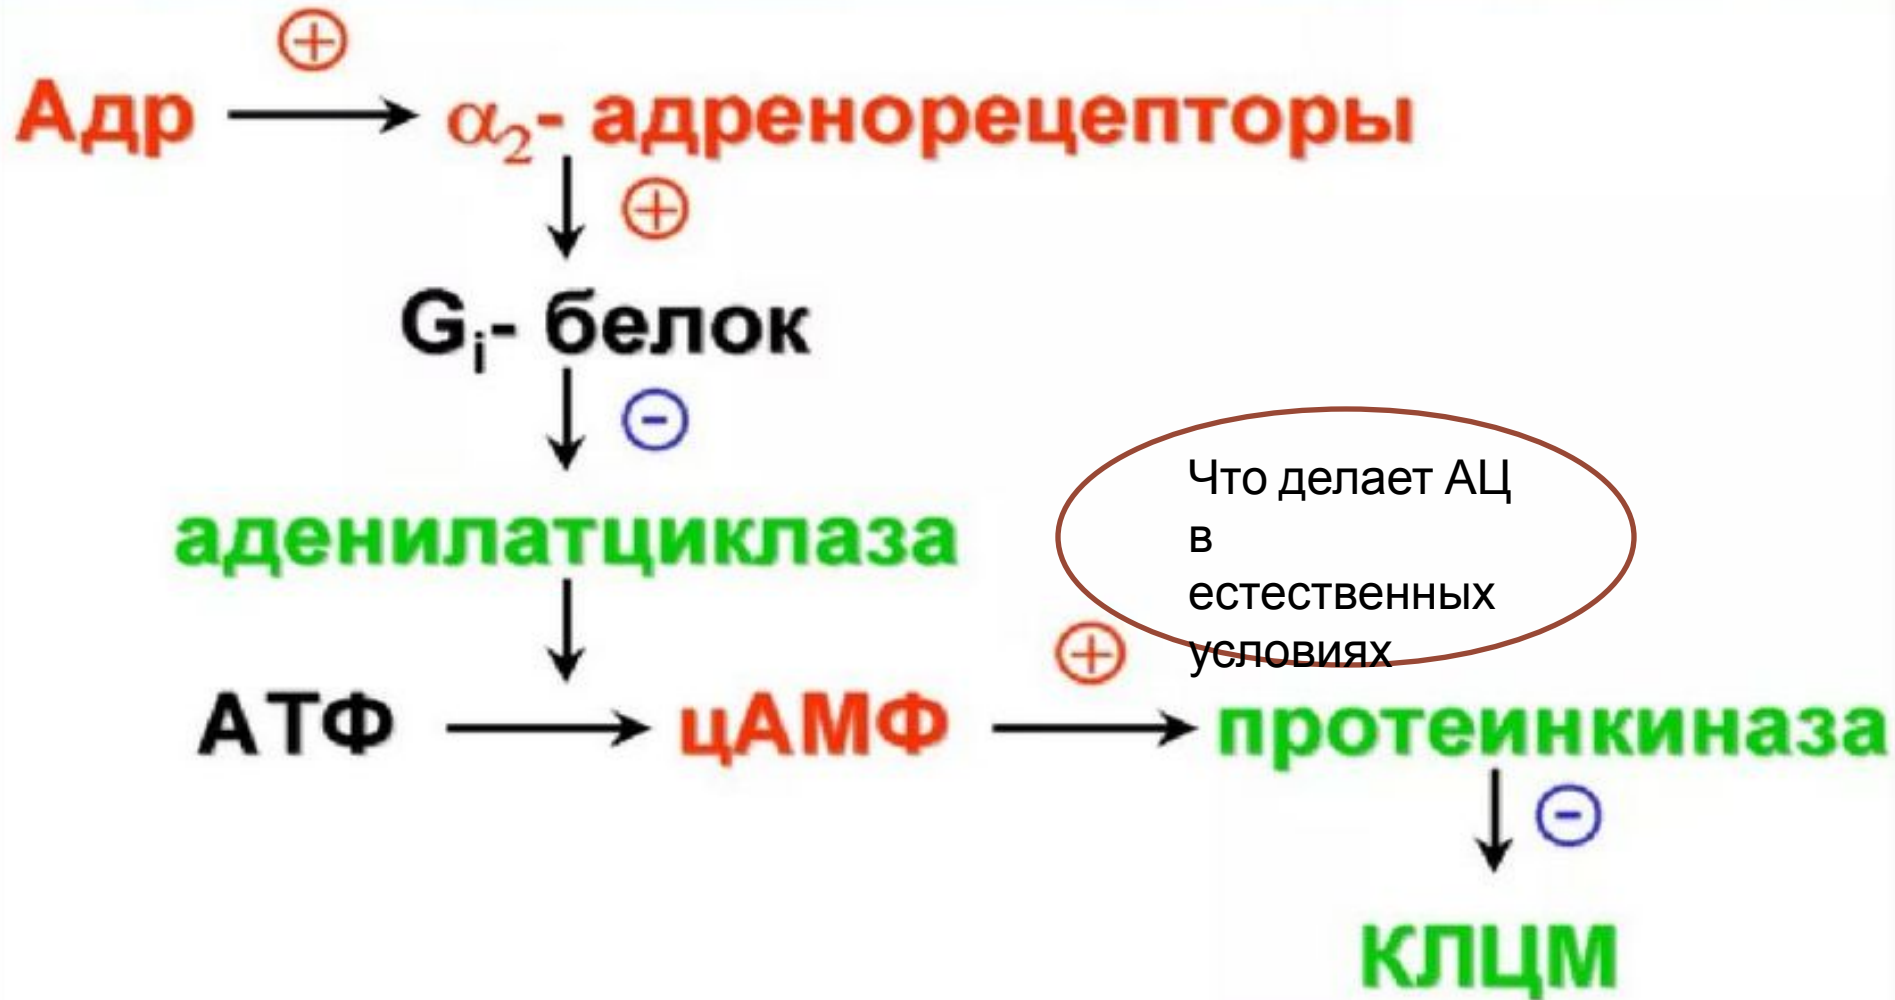 Адр α₂- адренорецепторы
Gᵢ- белок
аденилатциклаза
Что делает АЦ
в
естественных
условиях
АТФ цАМФ протеинкиназа
КЛЦМ